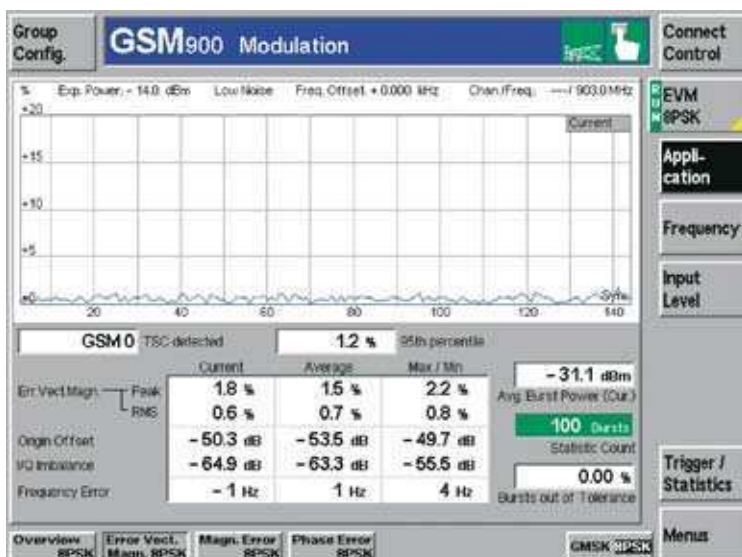 Group Config.
GSM900 Modulation
Connect Control
% Exp. Power: - 14.0 dBm Low Noise Freq. Offset: + 0.000 kHz Chan./Freq.: ---/ 903.0 MHz
+20
+15
+10
+5
+0
Current
Sym.
20 40 60 80 100 120 140
RUN
EVM 8PSK
Appli-
cation
Frequency
Input Level
GSM 0 TSC detected 1.2 % 95th percentile
Current Average Max / Min
Err.Vect.Magn. Peak 1.8 % 1.5 % 2.2 %
RMS 0.6 % 0.7 % 0.8 %
Origin Offset - 50.3 dB - 53.5 dB - 49.7 dB
I/Q Imbalance - 64.9 dB - 63.3 dB - 55.5 dB
Frequency Error - 1 Hz 1 Hz 4 Hz
- 31.1 dBm
Avg. Burst Power (Cur.)
100 Bursts
Statistic Count
0.00 %
Bursts out of Tolerance
Trigger / Statistics
Overview 8PSK
Error Vect. Magn. 8PSK
Magn. Error 8PSK
Phase Error 8PSK
GMSK 8PSK
Menus